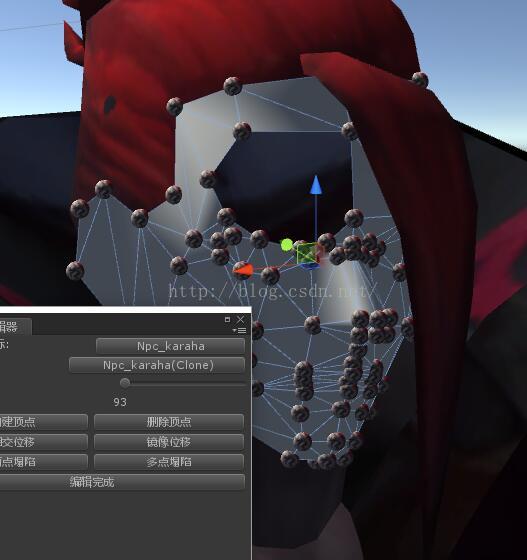 http://blog.csdn.net/
辑器
标:
Npc_karaha
Npc_karaha(Clone)
93
建顶点
删除顶点
交位移
镜像位移
点塌陷
多点塌陷
编辑完成